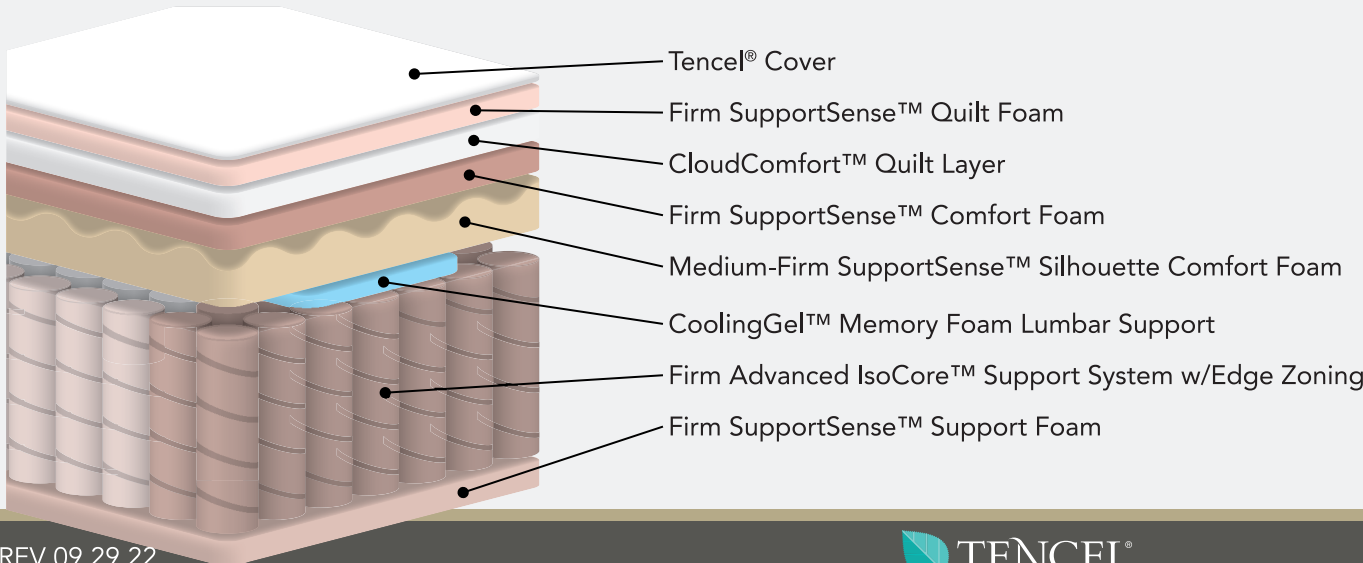 Tencel® Cover
Firm SupportSense™ Quilt Foam
CloudComfort™ Quilt Layer
Firm SupportSense™ Comfort Foam
Medium-Firm SupportSense™ Silhouette Comfort Foam
CoolingGel™ Memory Foam Lumbar Support
Firm Advanced IsoCore™ Support System w/Edge Zoning
Firm SupportSense™ Support Foam
REV 09.29.22
TENCEL®